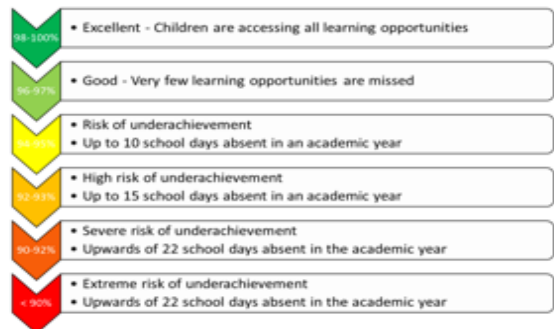 98-100%
• Excellent - Children are accessing all learning opportunities
96-97%
• Good - Very few learning opportunities are missed
94-95%
• Risk of underachievement
• Up to 10 school days absent in an academic year
92-93%
• High risk of underachievement
• Up to 15 school days absent in an academic year
90-92%
• Severe risk of underachievement
• Upwards of 22 school days absent in the academic year
< 90%
• Extreme risk of underachievement
• Upwards of 22 school days absent in the academic year